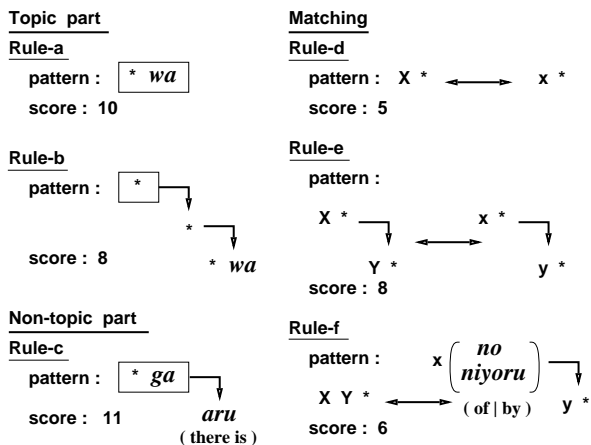 Topic part
Rule-a
pattern : * wa
score : 10
Rule-b
pattern : *
*
* wa
score : 8
Non-topic part
Rule-c
pattern : * ga
aru
( there is )
score : 11
Matching
Rule-d
pattern : X * x *
score : 5
Rule-e
pattern :
X * x *
Y * y *
score : 8
Rule-f
pattern :
x ( no niyoru )
X Y * ( of | by ) y *
score : 6